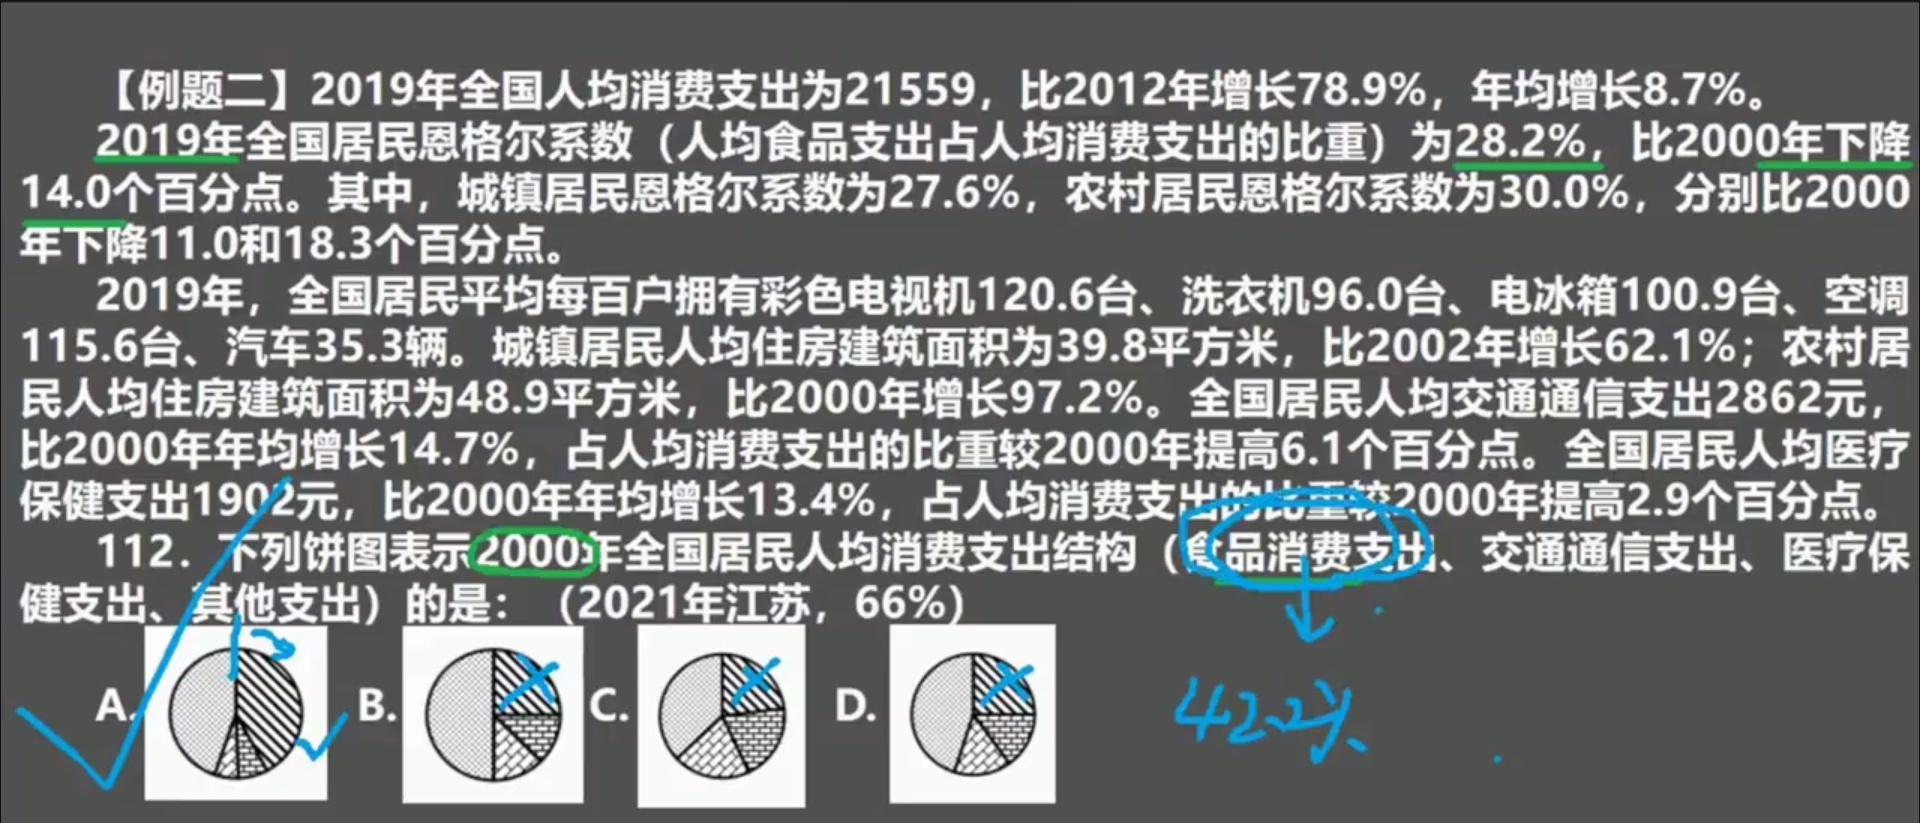 【例题二】2019年全国人均消费支出为21559，比2012年增长78.9%，年均增长8.7%。
2019年全国居民恩格尔系数（人均食品支出占人均消费支出的比重）为28.2%，比2000年下降
14.0个百分点。其中，城镇居民恩格尔系数为27.6%，农村居民恩格尔系数为30.0%，分别比2000
年下降11.0和18.3个百分点。
2019年，全国居民平均每百户拥有彩色电视机120.6台、洗衣机96.0台、电冰箱100.9台、空调
115.6台、汽车35.3辆。城镇居民人均住房建筑面积为39.8平方米，比2002年增长62.1%；农村居
民人均住房建筑面积为48.9平方米，比2000年增长97.2%。全国居民人均交通通信支出2862元，
比2000年年均增长14.7%，占人均消费支出的比重较2000年提高6.1个百分点。全国居民人均医疗
保健支出1902元，比2000年年均增长13.4%，占人均消费支出的比重较2000年提高2.9个百分点。
112．下列饼图表示2000年全国居民人均消费支出结构（食品消费支出、交通通信支出、医疗保
健支出、其他支出）的是：（2021年江苏，66%）
A. B. C. D.
42.2%